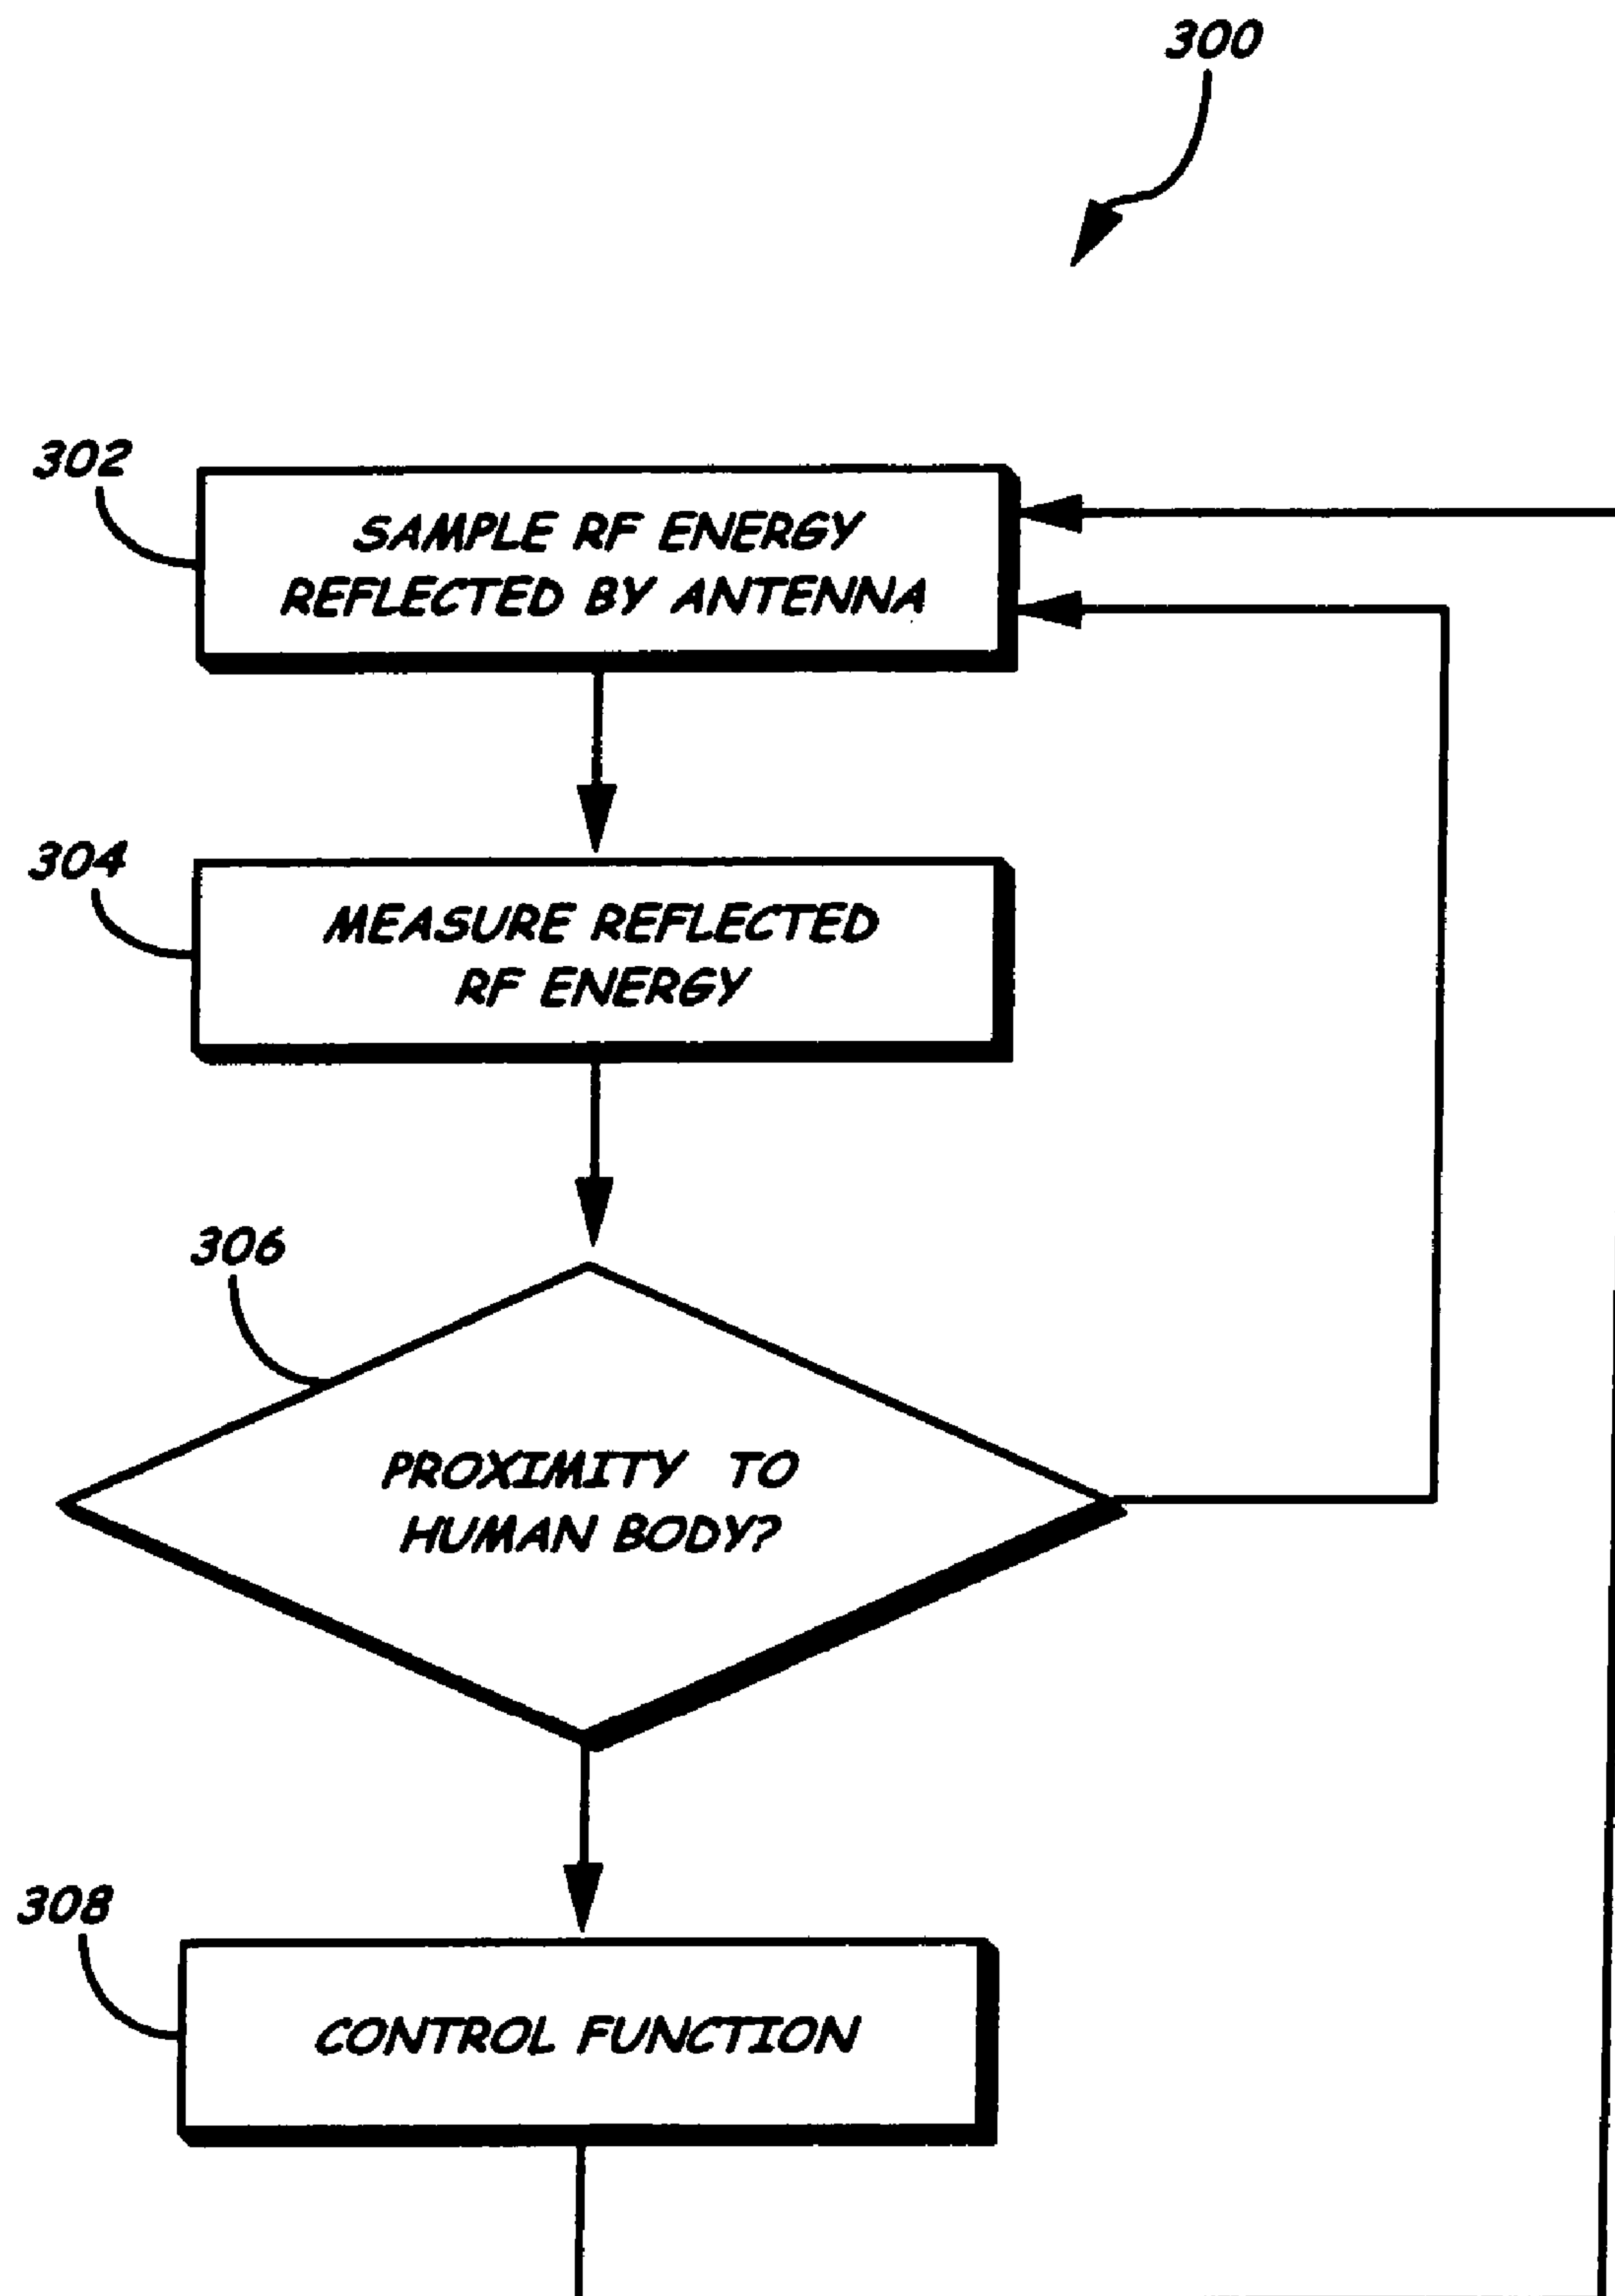 300
302
SAMPLE RF ENERGY
REFLECTED BY ANTENNA
304
MEASURE REFLECTED
RF ENERGY
306
PROXIMITY TO
HUMAN BODY?
308
CONTROL FUNCTION